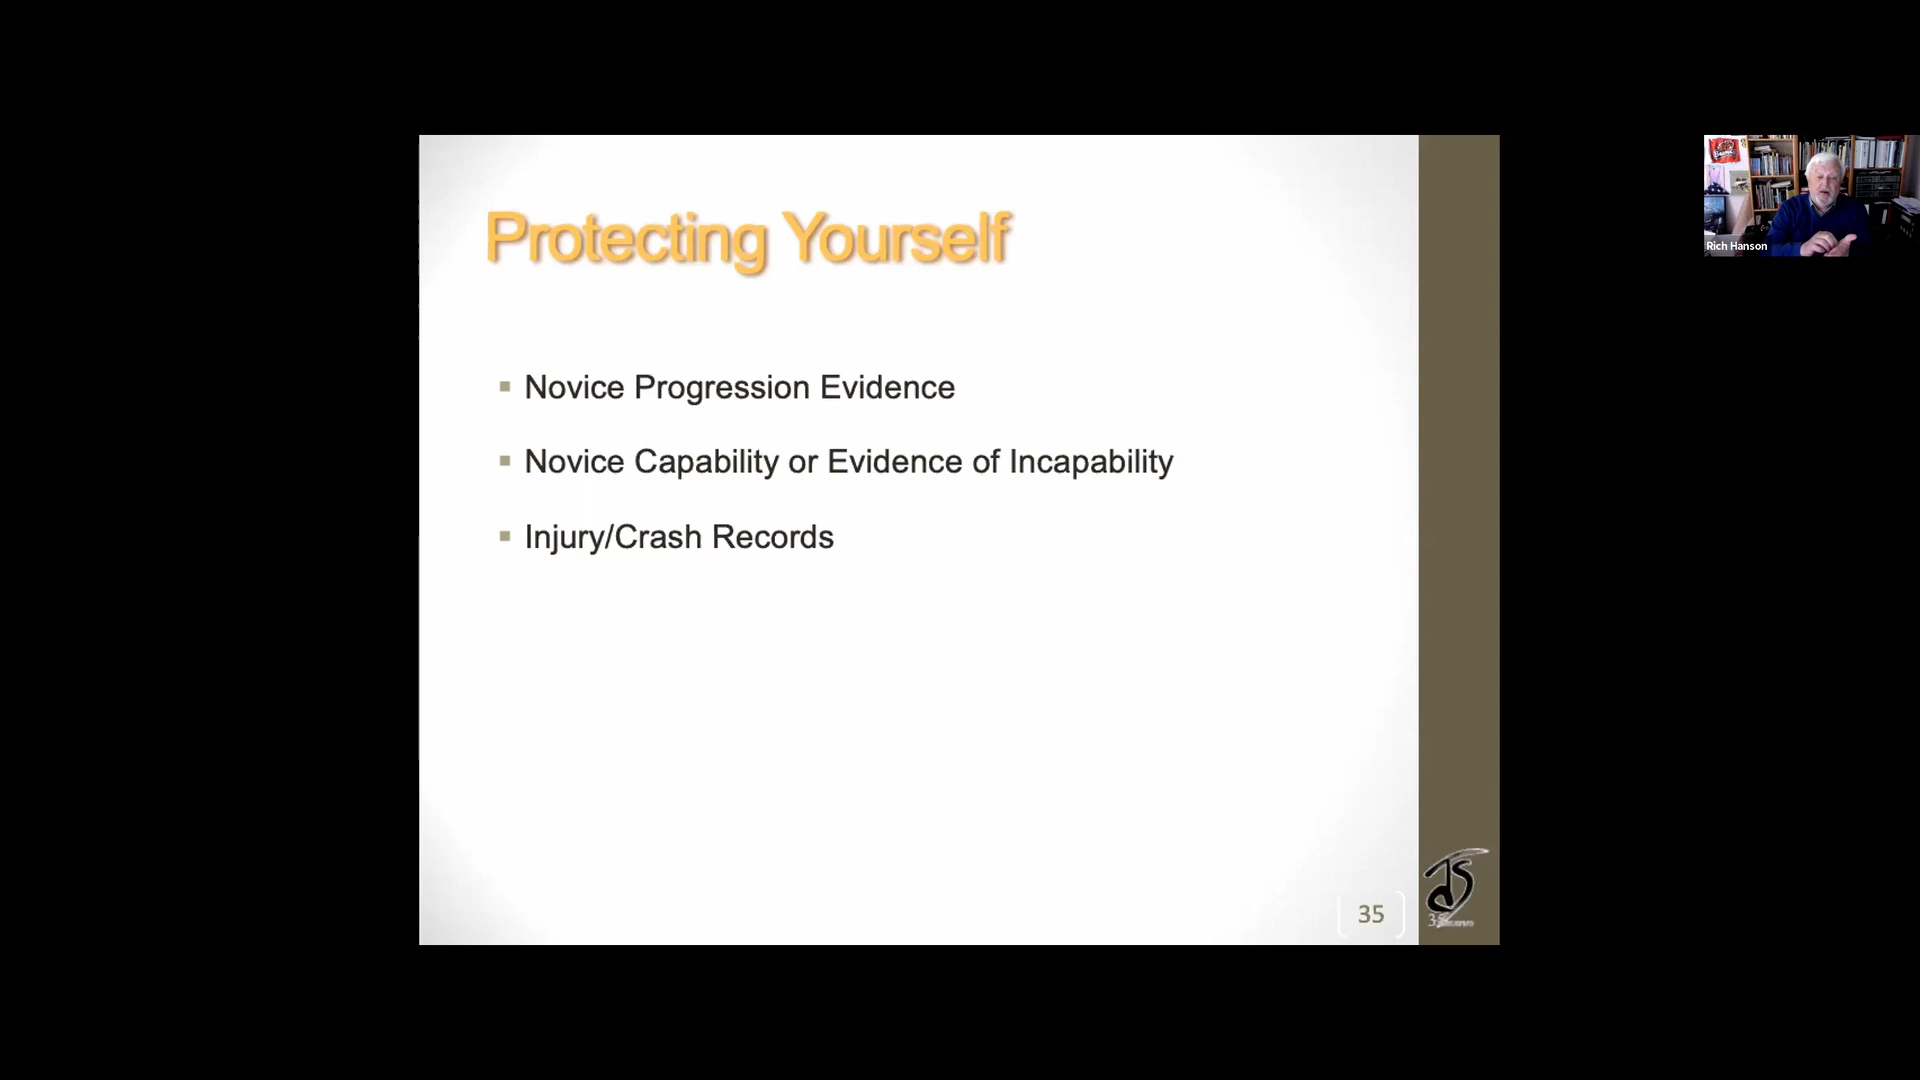 Protecting Yourself
Novice Progression Evidence
Novice Capability or Evidence of Incapability
Injury/Crash Records
35
Rich Hanson